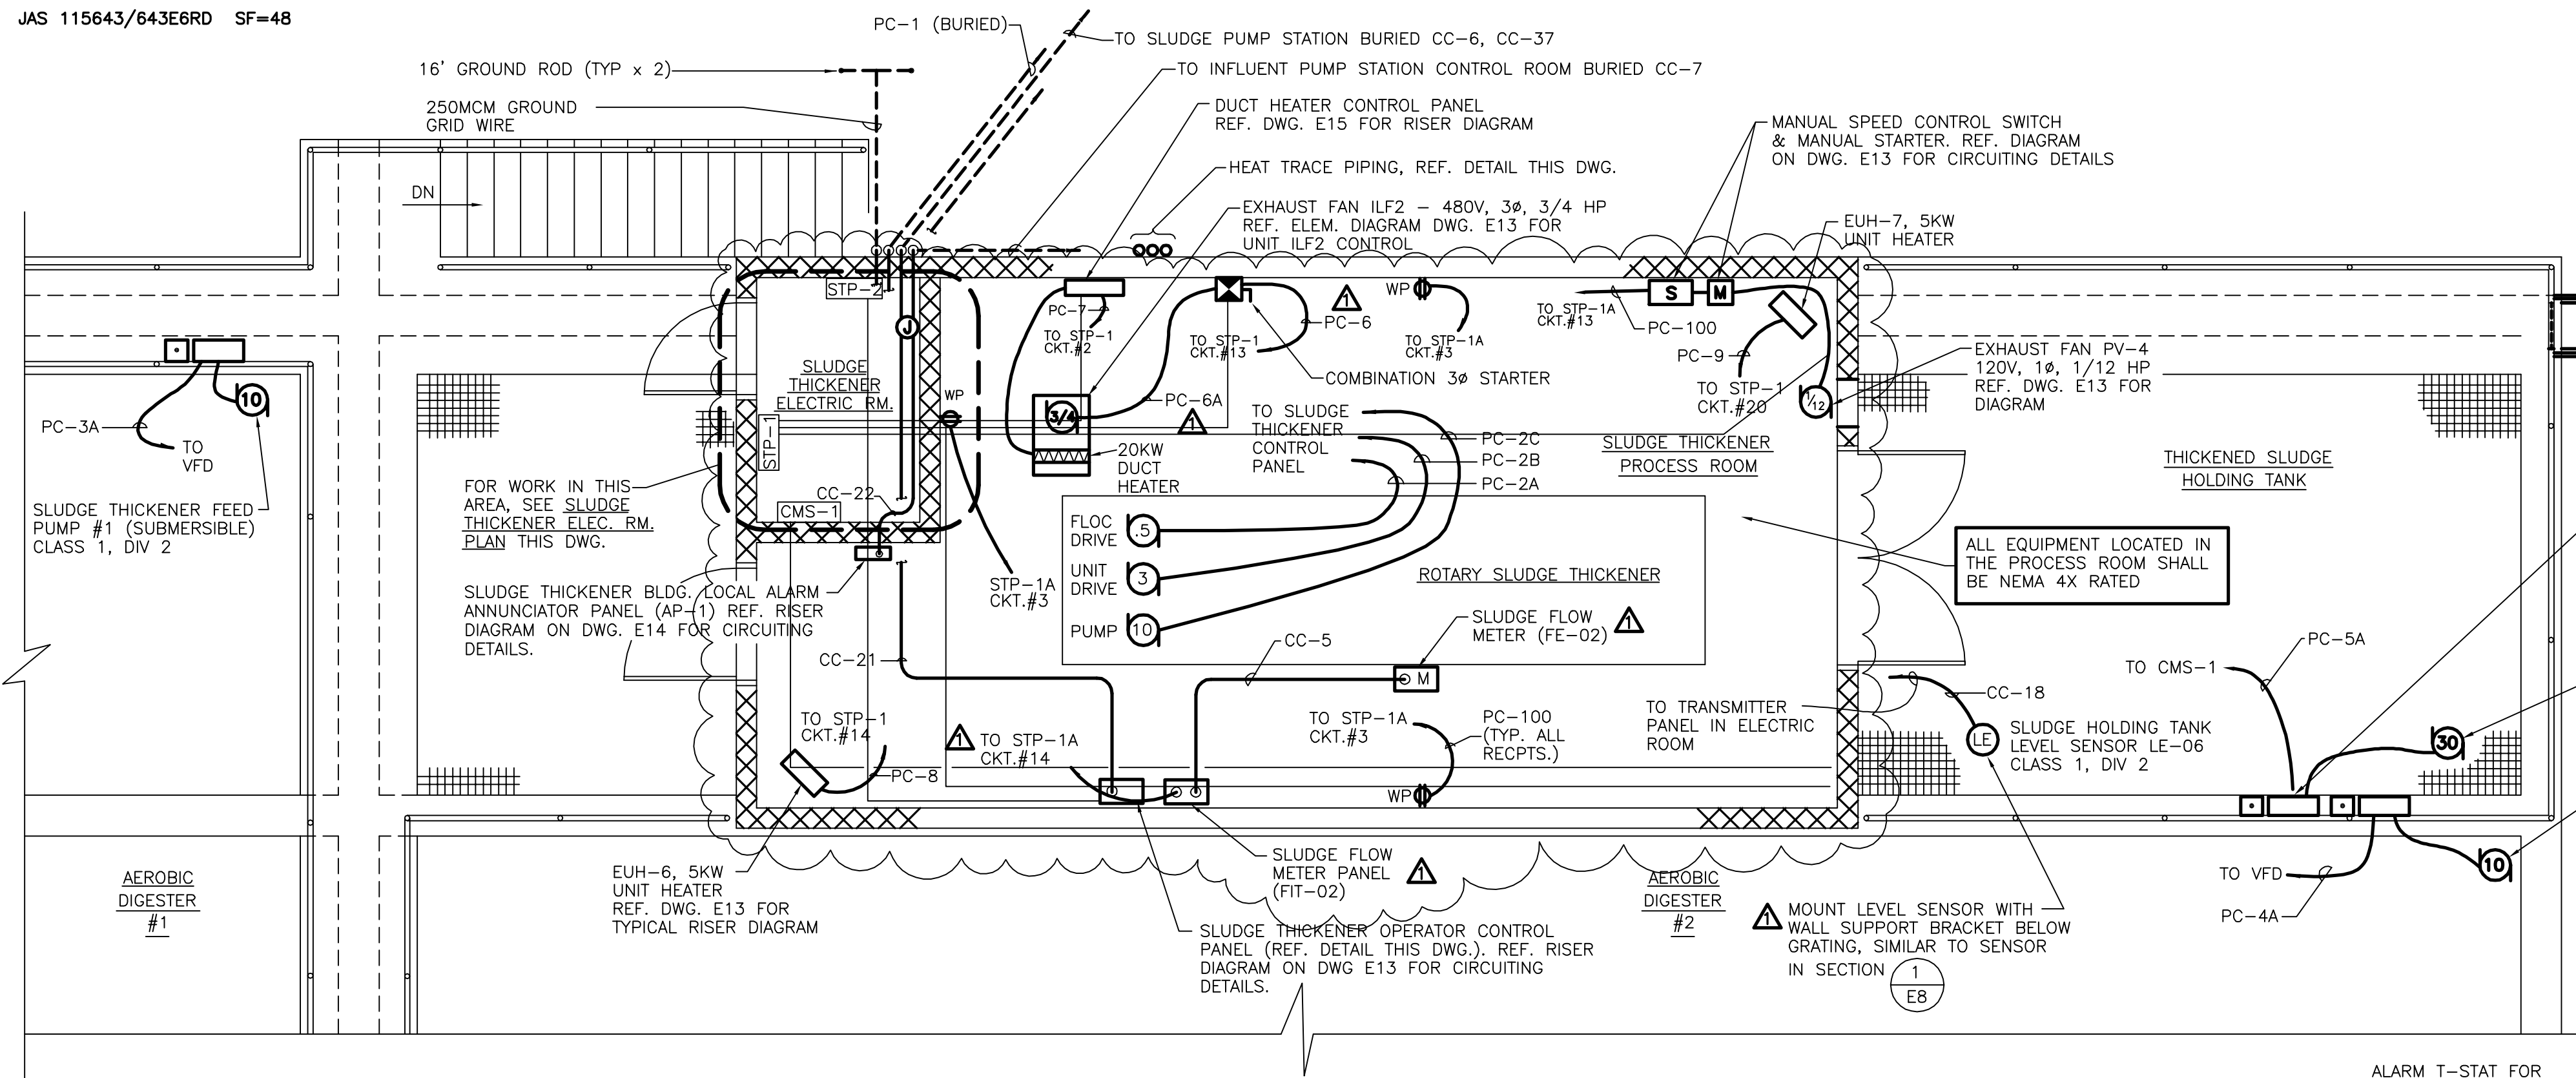 JAS 115643/643E6RD  SF=48
PC-1 (BURIED)
TO SLUDGE PUMP STATION BURIED CC-6, CC-37
16' GROUND ROD (TYP x 2)
TO INFLUENT PUMP STATION CONTROL ROOM BURIED CC-7
250MCM GROUND
GRID WIRE
DUCT HEATER CONTROL PANEL
REF. DWG. E15 FOR RISER DIAGRAM
MANUAL SPEED CONTROL SWITCH
& MANUAL STARTER. REF. DIAGRAM
ON DWG. E13 FOR CIRCUITING DETAILS
HEAT TRACE PIPING, REF. DETAIL THIS DWG.
DN
EXHAUST FAN ILF2 - 480V, 3ø, 3/4 HP
REF. ELEM. DIAGRAM DWG. E13 FOR
UNIT ILF2 CONTROL
EUH-7, 5KW
UNIT HEATER
STP-2
J
PC-7
TO STP-1
CKT.#2
TO STP-1
CKT.#13
PC-6
1
WP
TO STP-1A
CKT.#3
TO STP-1A
CKT.#13
S
M
PC-100
PC-9
TO STP-1
CKT.#20
1/12
EXHAUST FAN PV-4
120V, 1ø, 1/12 HP
REF. DWG. E13 FOR
DIAGRAM
COMBINATION 3ø STARTER
SLUDGE
THICKENER
ELECTRIC RM.
STP-1
WP
3/4
PC-6A
1
20KW
DUCT
HEATER
TO SLUDGE
THICKENER
CONTROL
PANEL
PC-2C
PC-2B
PC-2A
SLUDGE THICKENER
PROCESS ROOM
THICKENED SLUDGE
HOLDING TANK
10
PC-3A
TO
VFD
SLUDGE THICKENER FEED
PUMP #1 (SUBMERSIBLE)
CLASS 1, DIV 2
FOR WORK IN THIS
AREA, SEE SLUDGE
THICKENER ELEC. RM.
PLAN THIS DWG.
CC-22
CMS-1
FLOC
DRIVE
.5
UNIT
DRIVE
3
PUMP
10
ROTARY SLUDGE THICKENER
ALL EQUIPMENT LOCATED IN
THE PROCESS ROOM SHALL
BE NEMA 4X RATED
STP-1A
CKT.#3
SLUDGE THICKENER BLDG. LOCAL ALARM
ANNUNCIATOR PANEL (AP-1) REF. RISER
DIAGRAM ON DWG. E14 FOR CIRCUITING
DETAILS.
SLUDGE FLOW
METER (FE-02)
1
CC-5
CC-21
M
PC-5A
TO CMS-1
CC-18
TO STP-1
CKT.#14
PC-8
1
TO STP-1A
CKT.#14
TO STP-1A
CKT.#3
PC-100
(TYP. ALL
RECPTS.)
WP
TO TRANSMITTER
PANEL IN ELECTRIC
ROOM
LE
SLUDGE HOLDING TANK
LEVEL SENSOR LE-06
CLASS 1, DIV 2
30
10
TO VFD
PC-4A
AEROBIC
DIGESTER
#1
EUH-6, 5KW
UNIT HEATER
REF. DWG. E13 FOR
TYPICAL RISER DIAGRAM
SLUDGE FLOW
METER PANEL
(FIT-02)
1
SLUDGE THICKENER OPERATOR CONTROL
PANEL (REF. DETAIL THIS DWG.). REF. RISER
DIAGRAM ON DWG E13 FOR CIRCUITING
DETAILS.
AEROBIC
DIGESTER
#2
1
MOUNT LEVEL SENSOR WITH
WALL SUPPORT BRACKET BELOW
GRATING, SIMILAR TO SENSOR
IN SECTION
1
E8
ALARM T-STAT FOR